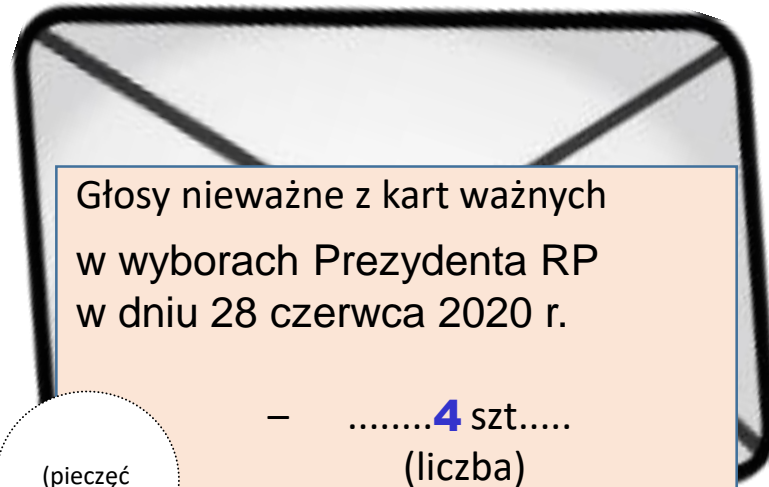 Głosy nieważne z kart ważnych
w wyborach Prezydenta RP
w dniu 28 czerwca 2020 r.
– ........4 szt.....
(liczba)
(pieczęć